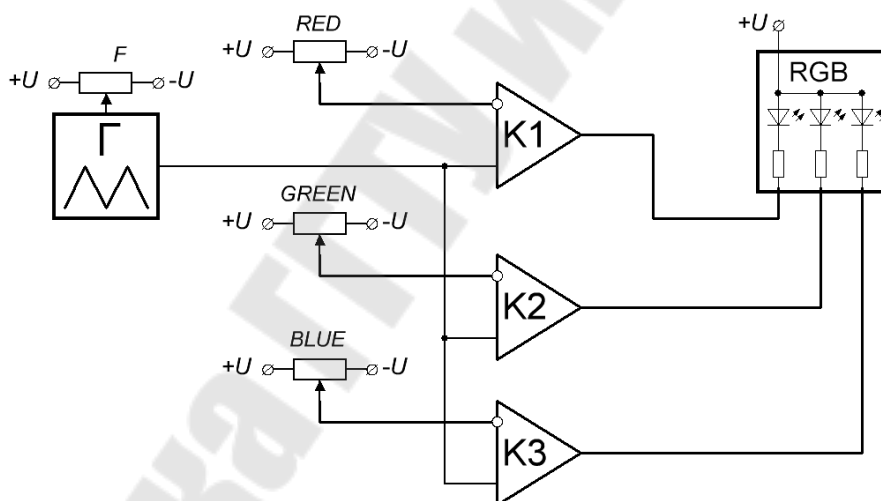 RED
+U -U
+U
F
+U -U
RGB
Г
K1
GREEN
+U -U
K2
BLUE
+U -U
K3